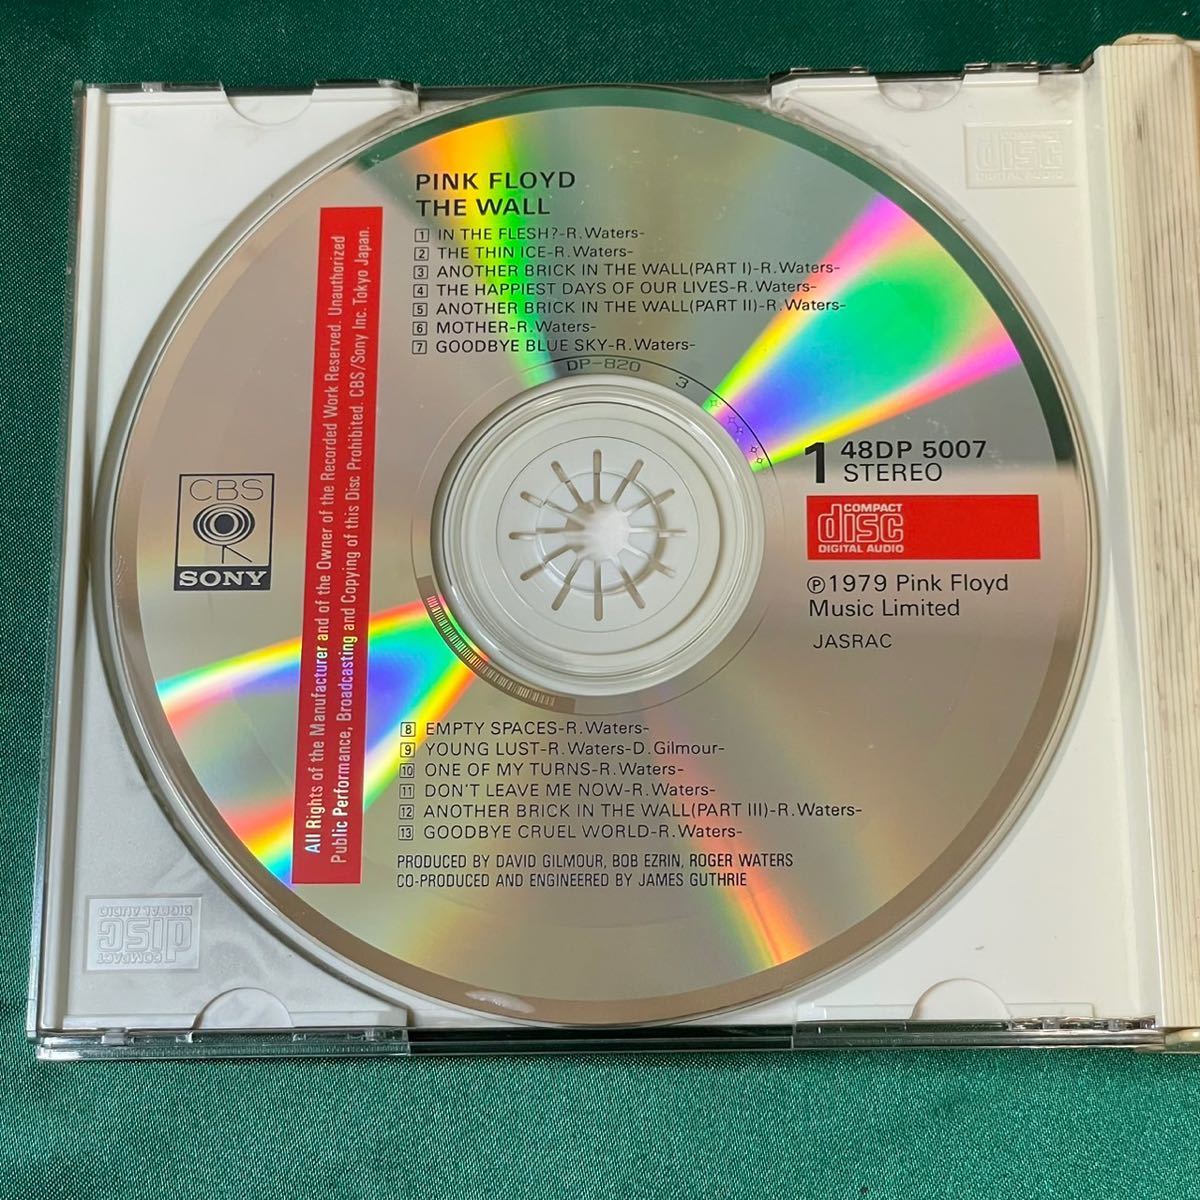 PINK FLOYD
THE WALL
1 IN THE FLESH?-R.Waters-
2 THE THIN ICE-R.Waters-
3 ANOTHER BRICK IN THE WALL(PART I)-R.Waters-
4 THE HAPPIEST DAYS OF OUR LIVES-R.Waters-
5 ANOTHER BRICK IN THE WALL(PART II)-R.Waters-
6 MOTHER-R.Waters-
7 GOODBYE BLUE SKY-R.Waters-
DP-820 3
All Rights of the Manufacturer and of the Owner of the Recorded Work Reserved. Unauthorized
Public Performance, Broadcasting and Copying of this Disc Prohibited. CBS/Sony Inc. Tokyo Japan.
CBS
SONY
1 48DP 5007
STEREO
COMPACT
disc
DIGITAL AUDIO
℗1979 Pink Floyd
Music Limited
JASRAC
8 EMPTY SPACES-R.Waters-
9 YOUNG LUST-R.Waters-D.Gilmour-
10 ONE OF MY TURNS-R.Waters-
11 DON'T LEAVE ME NOW-R.Waters-
12 ANOTHER BRICK IN THE WALL(PART III)-R.Waters-
13 GOODBYE CRUEL WORLD-R.Waters-
PRODUCED BY DAVID GILMOUR, BOB EZRIN, ROGER WATERS
CO-PRODUCED AND ENGINEERED BY JAMES GUTHRIE
COMPACT
disc
DIGITAL AUDIO
COMPACT
disc
DIGITAL AUDIO